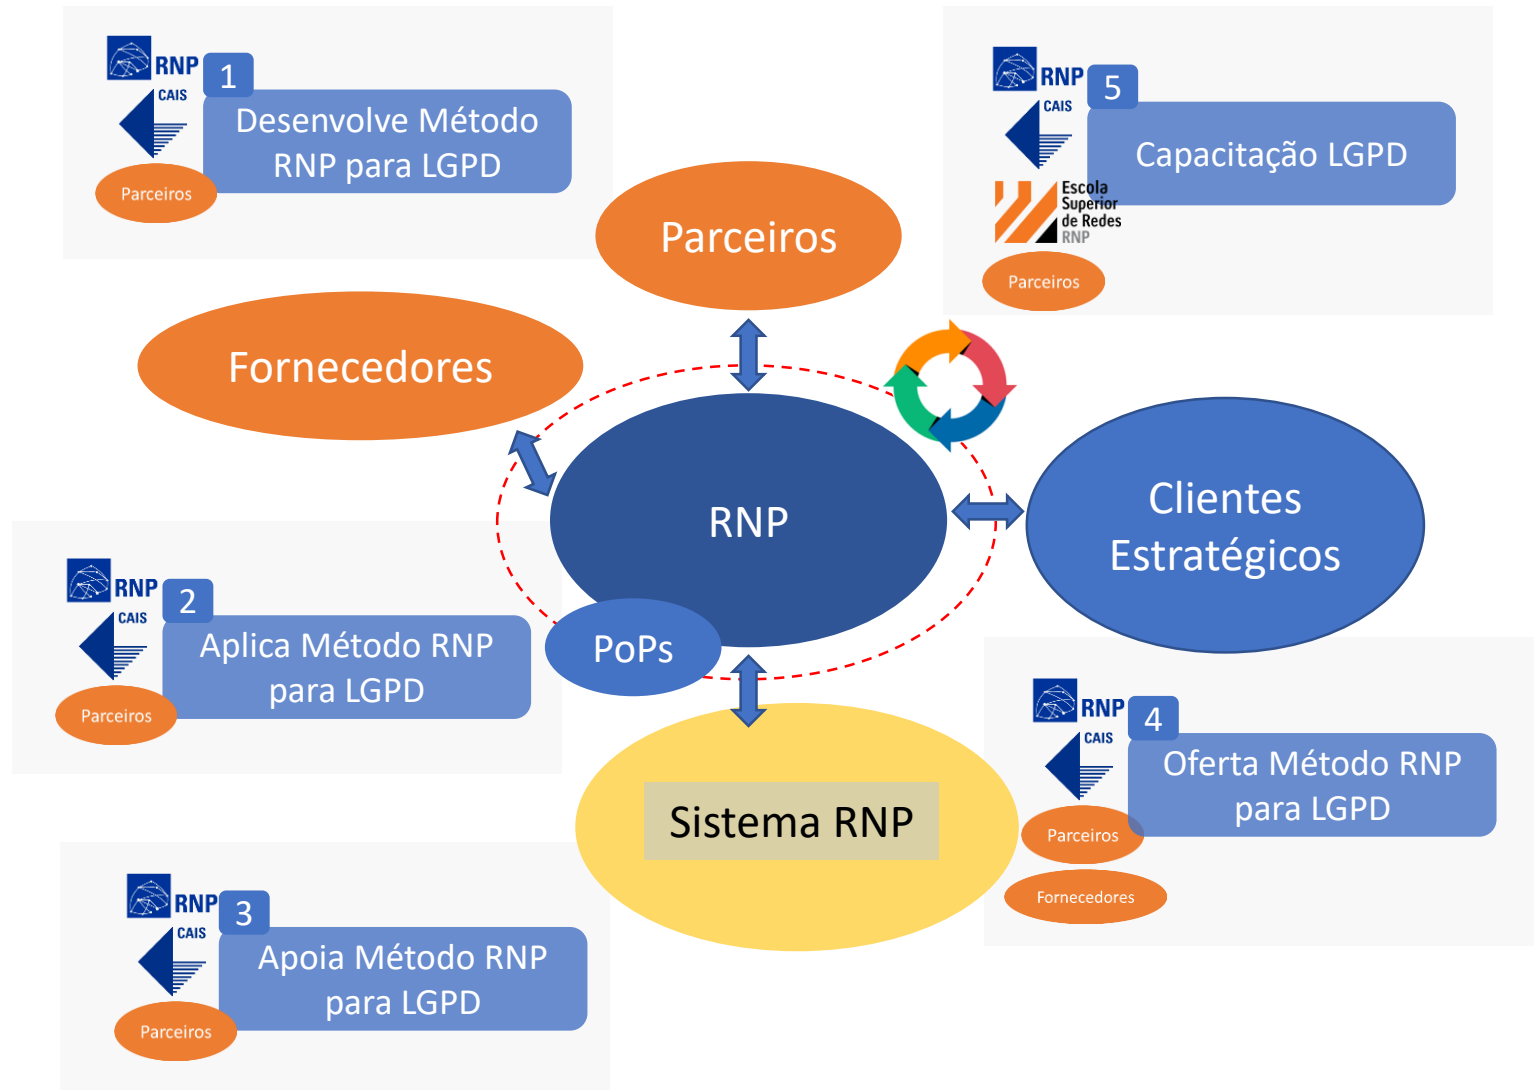 RNP
CAIS
1
Desenvolve Método
RNP para LGPD
Parceiros
RNP
CAIS
5
Capacitação LGPD
Escola
Superior
de Redes
RNP
Parceiros
Parceiros
Fornecedores
RNP
PoPs
Clientes
Estratégicos
Sistema RNP
RNP
CAIS
2
Aplica Método RNP
para LGPD
Parceiros
RNP
CAIS
4
Oferta Método RNP
para LGPD
Parceiros
Fornecedores
RNP
CAIS
3
Apoia Método RNP
para LGPD
Parceiros